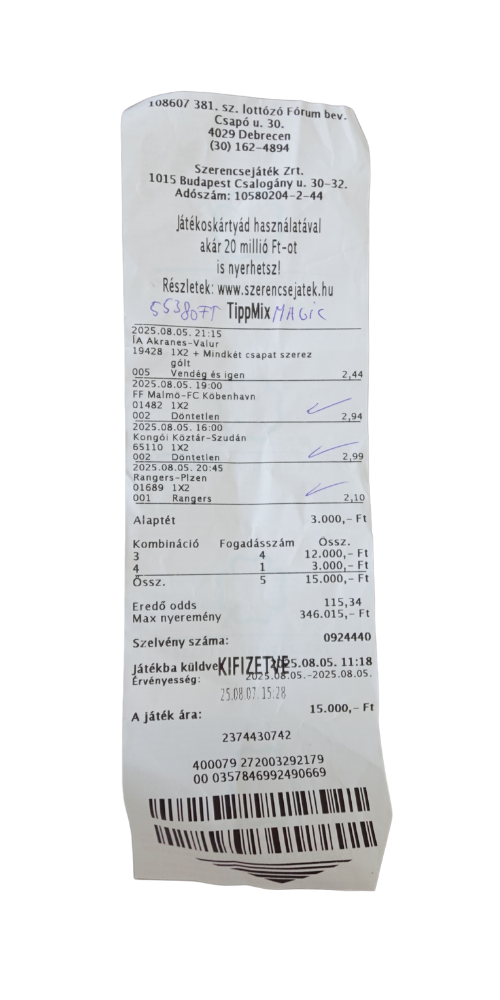 108607 381. sz. lottózó Fórum bev.
Csapó u. 30.
4029 Debrecen
(30) 162-4894
Szerencsejáték Zrt.
1015 Budapest Csalogány u. 30-32.
Adószám: 10580204-2-44
Játékoskártyád használatával
akár 20 millió Ft-ot
is nyerhetsz!
Részletek: www.szerencsejatek.hu
55380FT TippMix MAGIC
2025.08.05. 21:15
ÍA Akranes-Valur
19428 1X2 + Mindkét csapat szerez
gólt
005 Vendég és igen 2,44
2025.08.05. 19:00
FF Malmö-FC Köbenhavn
01482 1X2
002 Döntetlen 2,94
2025.08.05. 16:00
Kongói Köztár-Szudán
65110 1X2
002 Döntetlen 2,99
2025.08.05. 20:45
Rangers-Plzen
01689 1X2
001 Rangers 2,10
Alaptét 3.000,- Ft
Kombináció Fogadásszám Össz.
3 4 12.000,- Ft
4 1 3.000,- Ft
Össz. 5 15.000,- Ft
Eredő odds 115,34
Max nyeremény 346.015,- Ft
Szelvény száma: 0924440
Játékba küldve KIFIZETVE 2025.08.05. 11:18
Érvényesség: 2025.08.05.-2025.08.05.
25.08.07. 15:28
A játék ára: 15.000,- Ft
2374430742
400079 272003292179
00 0357846992490669